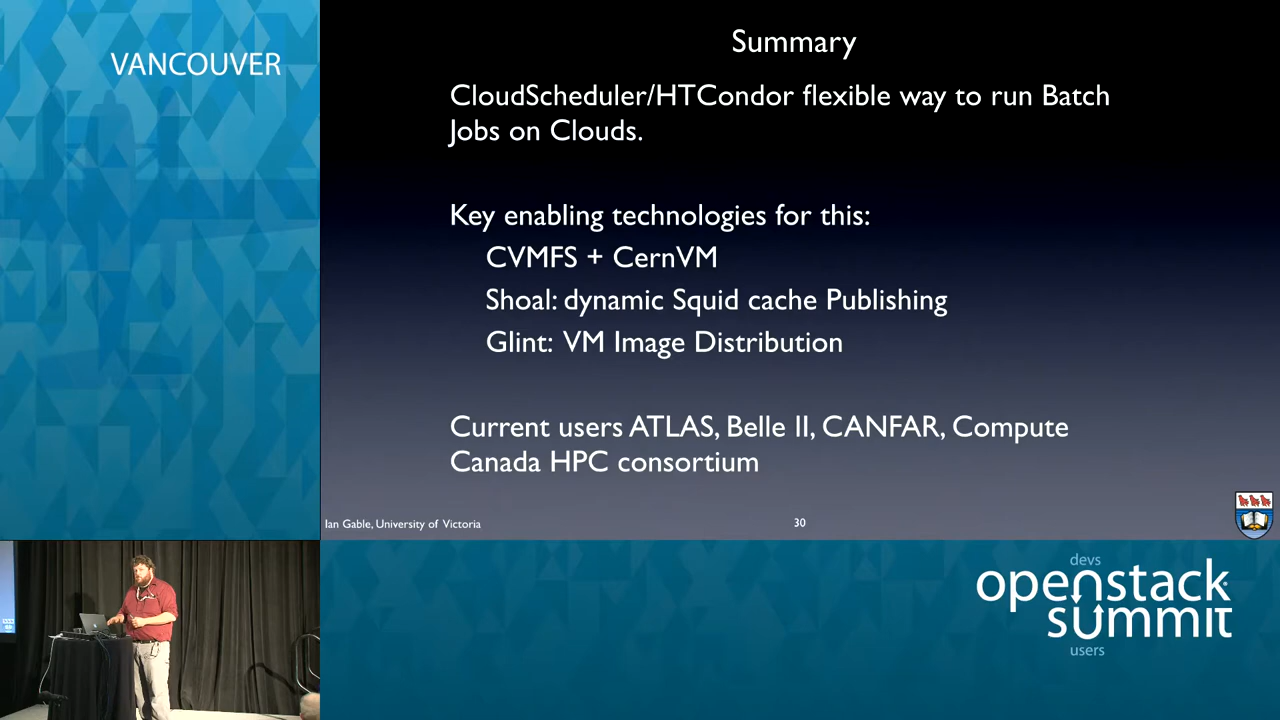 VANCOUVER
Summary
CloudScheduler/HTCondor flexible way to run Batch
Jobs on Clouds.
Key enabling technologies for this:
CVMFS + CernVM
Shoal: dynamic Squid cache Publishing
Glint: VM Image Distribution
Current users ATLAS, Belle II, CANFAR, Compute
Canada HPC consortium
Ian Gable, University of Victoria
30
devs
openstack
summit
users